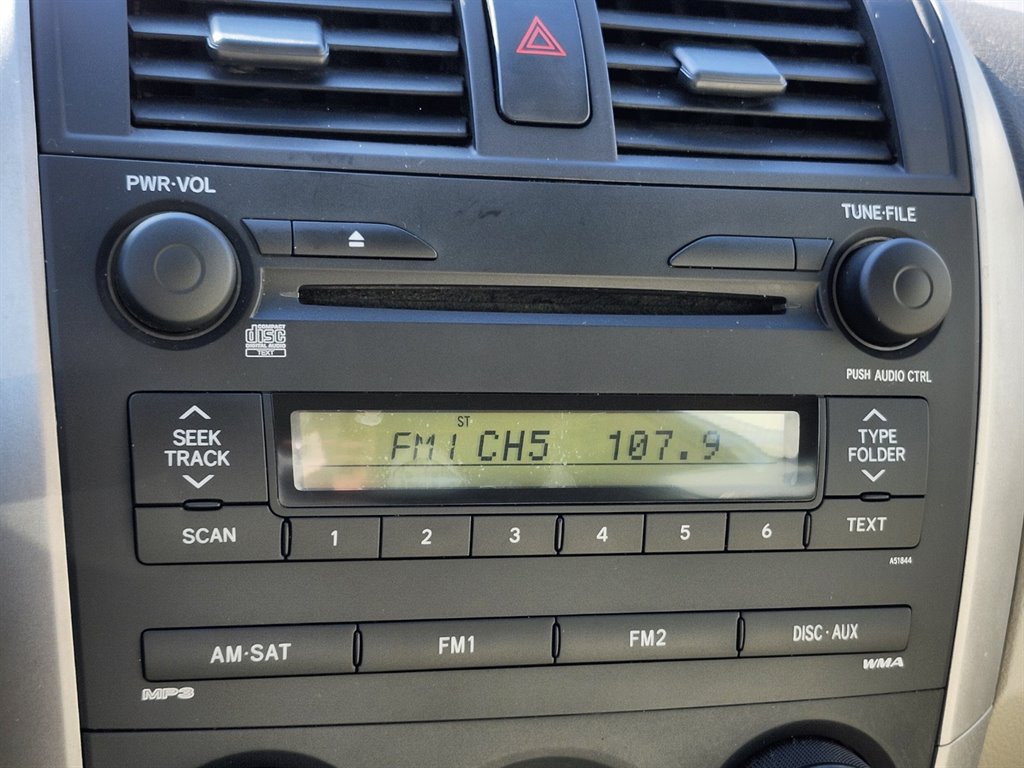 PWR·VOL
TUNE·FILE
COMPACT
disc
DIGITAL AUDIO
TEXT
PUSH AUDIO CTRL
SEEK
TRACK
ST
FM1 CH5 107.9
TYPE
FOLDER
SCAN
1
2
3
4
5
6
TEXT
A51844
AM·SAT
FM1
FM2
DISC·AUX
MP3
WMA